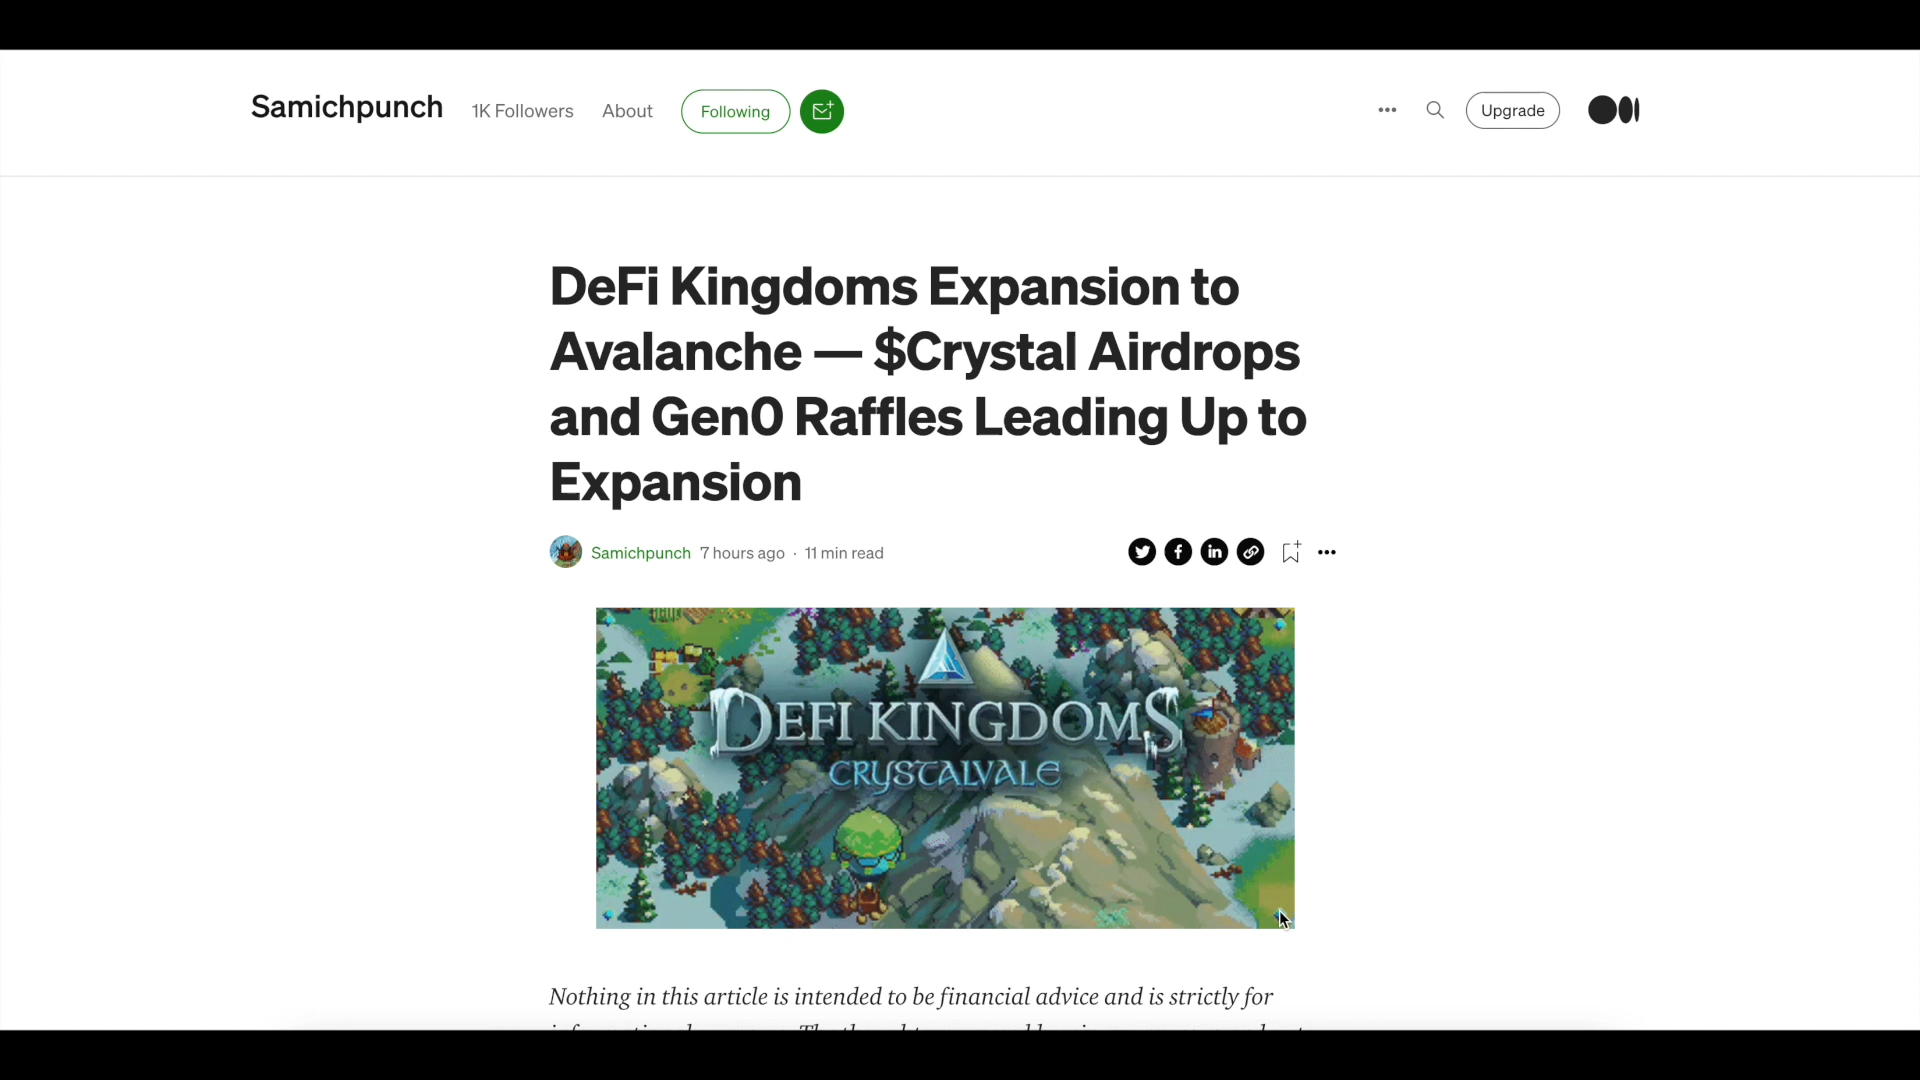 Samichpunch 1K Followers About Following Upgrade
DeFi Kingdoms Expansion to
Avalanche — $Crystal Airdrops
and Gen0 Raffles Leading Up to
Expansion
Samichpunch 7 hours ago · 11 min read
DEFI KINGDOMS
CRYSTALVALE
Nothing in this article is intended to be financial advice and is strictly for